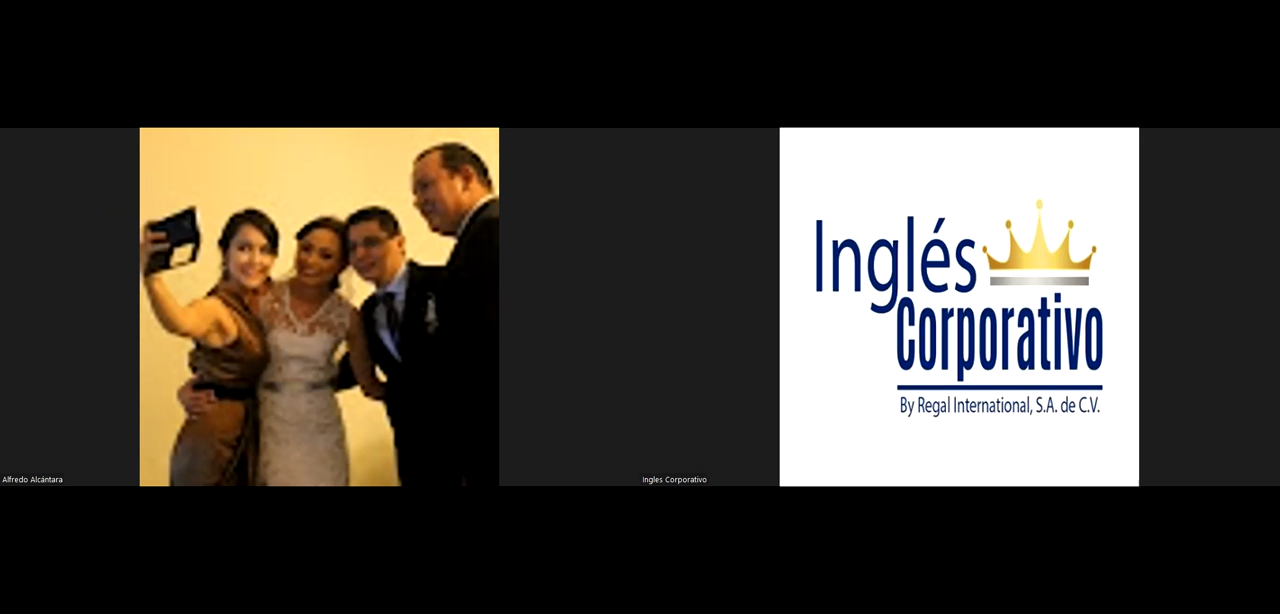 Inglés
Corporativo
By Regal International, S.A. de C.V.
Alfredo Alcántara
Ingles Corporativo